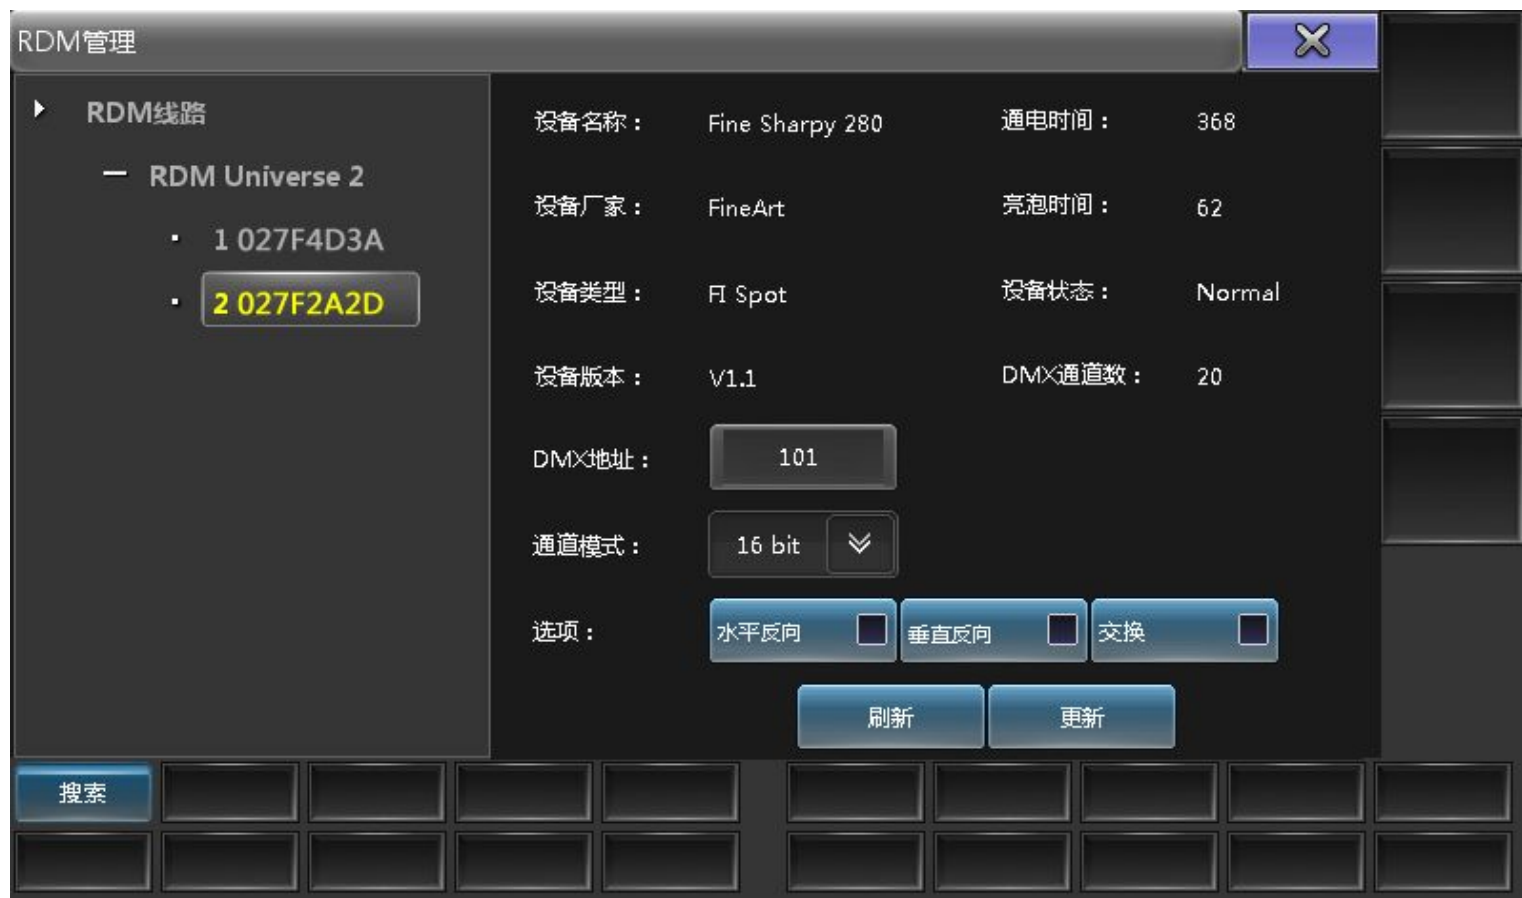 RDM管理
RDM线路
RDM Universe 2
1 027F4D3A
2 027F2A2D
设备名称： Fine Sharpy 280 通电时间： 368
设备厂家： FineArt 亮泡时间： 62
设备类型： FI Spot 设备状态： Normal
设备版本： V1.1 DMX通道数： 20
DMX地址： 101
通道模式： 16 bit
选项： 水平反向 垂直反向 交换
刷新 更新
搜索